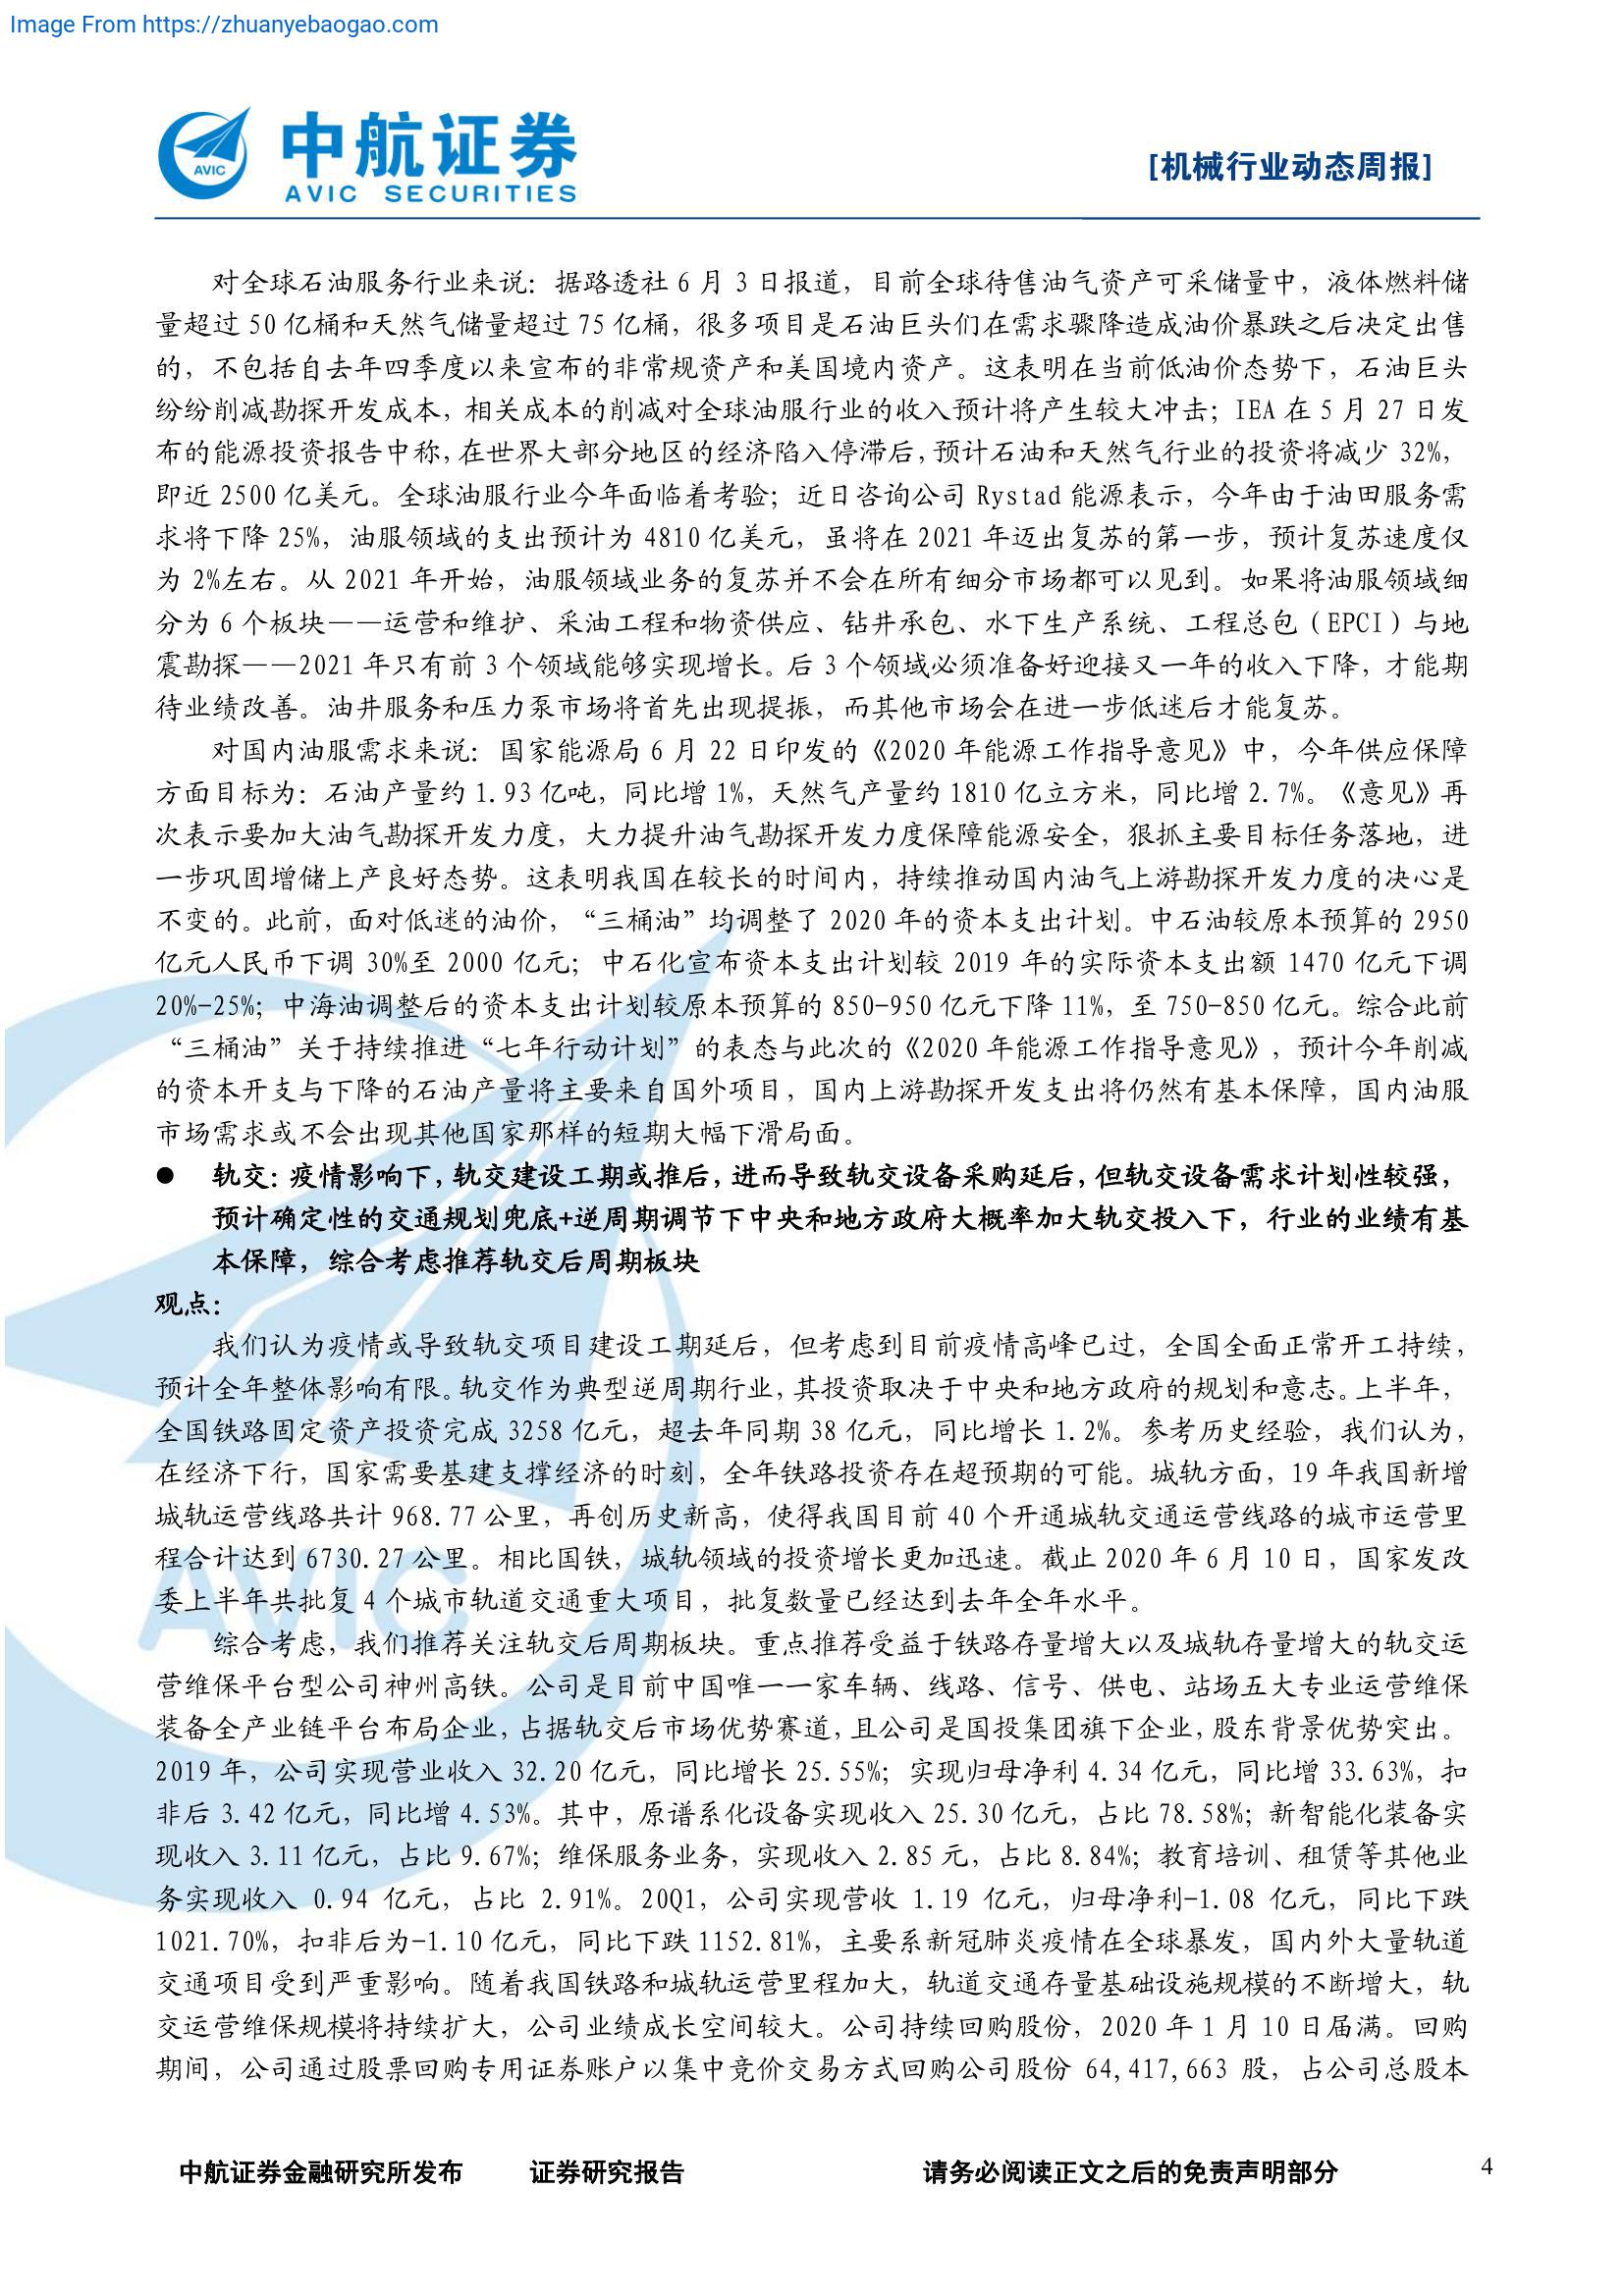 Image From https://zhuanyebaogao.com
AVIC
中航证券
AVIC SECURITIES
[机械行业动态周报]
对全球石油服务行业来说：据路透社 6 月 3 日报道，目前全球待售油气资产可采储量中，液体燃料储
量超过 50 亿桶和天然气储量超过 75 亿桶，很多项目是石油巨头们在需求骤降造成油价暴跌之后决定出售
的，不包括自去年四季度以来宣布的非常规资产和美国境内资产。这表明在当前低油价态势下，石油巨头
纷纷削减勘探开发成本，相关成本的削减对全球油服行业的收入预计将产生较大冲击；IEA 在 5 月 27 日发
布的能源投资报告中称，在世界大部分地区的经济陷入停滞后，预计石油和天然气行业的投资将减少 32%，
即近 2500 亿美元。全球油服行业今年面临着考验；近日咨询公司 Rystad 能源表示，今年由于油田服务需
求将下降 25%，油服领域的支出预计为 4810 亿美元，虽将在 2021 年迈出复苏的第一步，预计复苏速度仅
为 2%左右。从 2021 年开始，油服领域业务的复苏并不会在所有细分市场都可以见到。如果将油服领域细
分为 6 个板块——运营和维护、采油工程和物资供应、钻井承包、水下生产系统、工程总包（EPCI）与地
震勘探——2021 年只有前 3 个领域能够实现增长。后 3 个领域必须准备好迎接又一年的收入下降，才能期
待业绩改善。油井服务和压力泵市场将首先出现提振，而其他市场会在进一步低迷后才能复苏。
对国内油服需求来说：国家能源局 6 月 22 日印发的《2020 年能源工作指导意见》中，今年供应保障
方面目标为：石油产量约 1.93 亿吨，同比增 1%，天然气产量约 1810 亿立方米，同比增 2.7%。《意见》再
次表示要加大油气勘探开发力度，大力提升油气勘探开发力度保障能源安全，狠抓主要目标任务落地，进
一步巩固增储上产良好态势。这表明我国在较长的时间内，持续推动国内油气上游勘探开发力度的决心是
不变的。此前，面对低迷的油价，“三桶油”均调整了 2020 年的资本支出计划。中石油较原本预算的 2950
亿元人民币下调 30%至 2000 亿元；中石化宣布资本支出计划较 2019 年的实际资本支出额 1470 亿元下调
20%-25%；中海油调整后的资本支出计划较原本预算的 850-950 亿元下降 11%，至 750-850 亿元。综合此前
“三桶油”关于持续推进“七年行动计划”的表态与此次的《2020 年能源工作指导意见》，预计今年削减
的资本开支与下降的石油产量将主要来自国外项目，国内上游勘探开发支出将仍然有基本保障，国内油服
市场需求或不会出现其他国家那样的短期大幅下滑局面。
● 轨交：疫情影响下，轨交建设工期或推后，进而导致轨交设备采购延后，但轨交设备需求计划性较强，
预计确定性的交通规划兜底+逆周期调节下中央和地方政府大概率加大轨交投入下，行业的业绩有基
本保障，综合考虑推荐轨交后周期板块
观点：
我们认为疫情或导致轨交项目建设工期延后，但考虑到目前疫情高峰已过，全国全面正常开工持续，
预计全年整体影响有限。轨交作为典型逆周期行业，其投资取决于中央和地方政府的规划和意志。上半年，
全国铁路固定资产投资完成 3258 亿元，超去年同期 38 亿元，同比增长 1.2%。参考历史经验，我们认为，
在经济下行，国家需要基建支撑经济的时刻，全年铁路投资存在超预期的可能。城轨方面，19 年我国新增
城轨运营线路共计 968.77 公里，再创历史新高，使得我国目前 40 个开通城轨交通运营线路的城市运营里
程合计达到 6730.27 公里。相比国铁，城轨领域的投资增长更加迅速。截止 2020 年 6 月 10 日，国家发改
委上半年共批复 4 个城市轨道交通重大项目，批复数量已经达到去年全年水平。
综合考虑，我们推荐关注轨交后周期板块。重点推荐受益于铁路存量增大以及城轨存量增大的轨交运
营维保平台型公司神州高铁。公司是目前中国唯一一家车辆、线路、信号、供电、站场五大专业运营维保
装备全产业链平台布局企业，占据轨交后市场优势赛道，且公司是国投集团旗下企业，股东背景优势突出。
2019 年，公司实现营业收入 32.20 亿元，同比增长 25.55%；实现归母净利 4.34 亿元，同比增 33.63%，扣
非后 3.42 亿元，同比增 4.53%。其中，原谱系化设备实现收入 25.30 亿元，占比 78.58%；新智能化装备实
现收入 3.11 亿元，占比 9.67%；维保服务业务，实现收入 2.85 元，占比 8.84%；教育培训、租赁等其他业
务实现收入 0.94 亿元，占比 2.91%。20Q1，公司实现营收 1.19 亿元，归母净利-1.08 亿元，同比下跌
1021.70%，扣非后为-1.10 亿元，同比下跌 1152.81%，主要系新冠肺炎疫情在全球暴发，国内外大量轨道
交通项目受到严重影响。随着我国铁路和城轨运营里程加大，轨道交通存量基础设施规模的不断增大，轨
交运营维保规模将持续扩大，公司业绩成长空间较大。公司持续回购股份，2020 年 1 月 10 日届满。回购
期间，公司通过股票回购专用证券账户以集中竞价交易方式回购公司股份 64,417,663 股，占公司总股本
中航证券金融研究所发布 证券研究报告 请务必阅读正文之后的免责声明部分 4